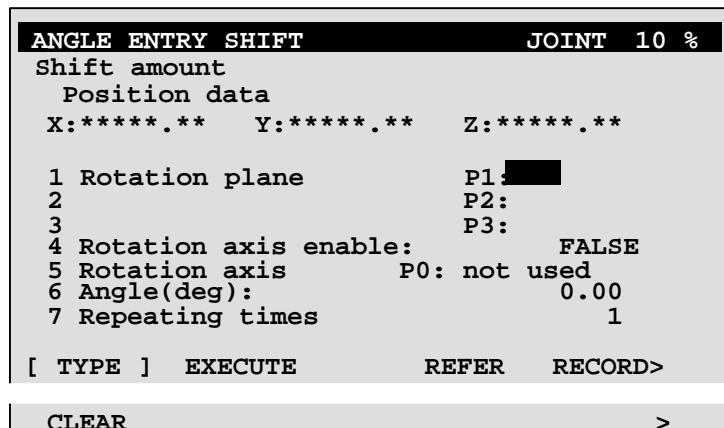 ANGLE ENTRY SHIFT JOINT 10 %
Shift amount
Position data
X:*****.** Y:*****.** Z:*****.**
1 Rotation plane P1:
2 P2:
3 P3:
4 Rotation axis enable: FALSE
5 Rotation axis P0: not used
6 Angle(deg): 0.00
7 Repeating times 1
[ TYPE ] EXECUTE REFER RECORD>
CLEAR >